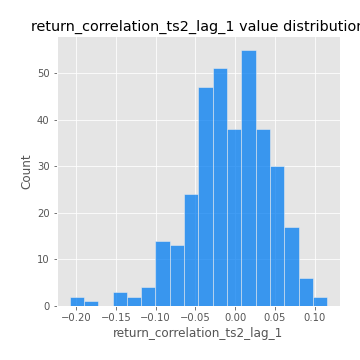 return_correlation_ts2_lag_1 value distribution
50
40
30
20
10
0
Count
−0.20 −0.15 −0.10 −0.05 0.00 0.05 0.10
return_correlation_ts2_lag_1